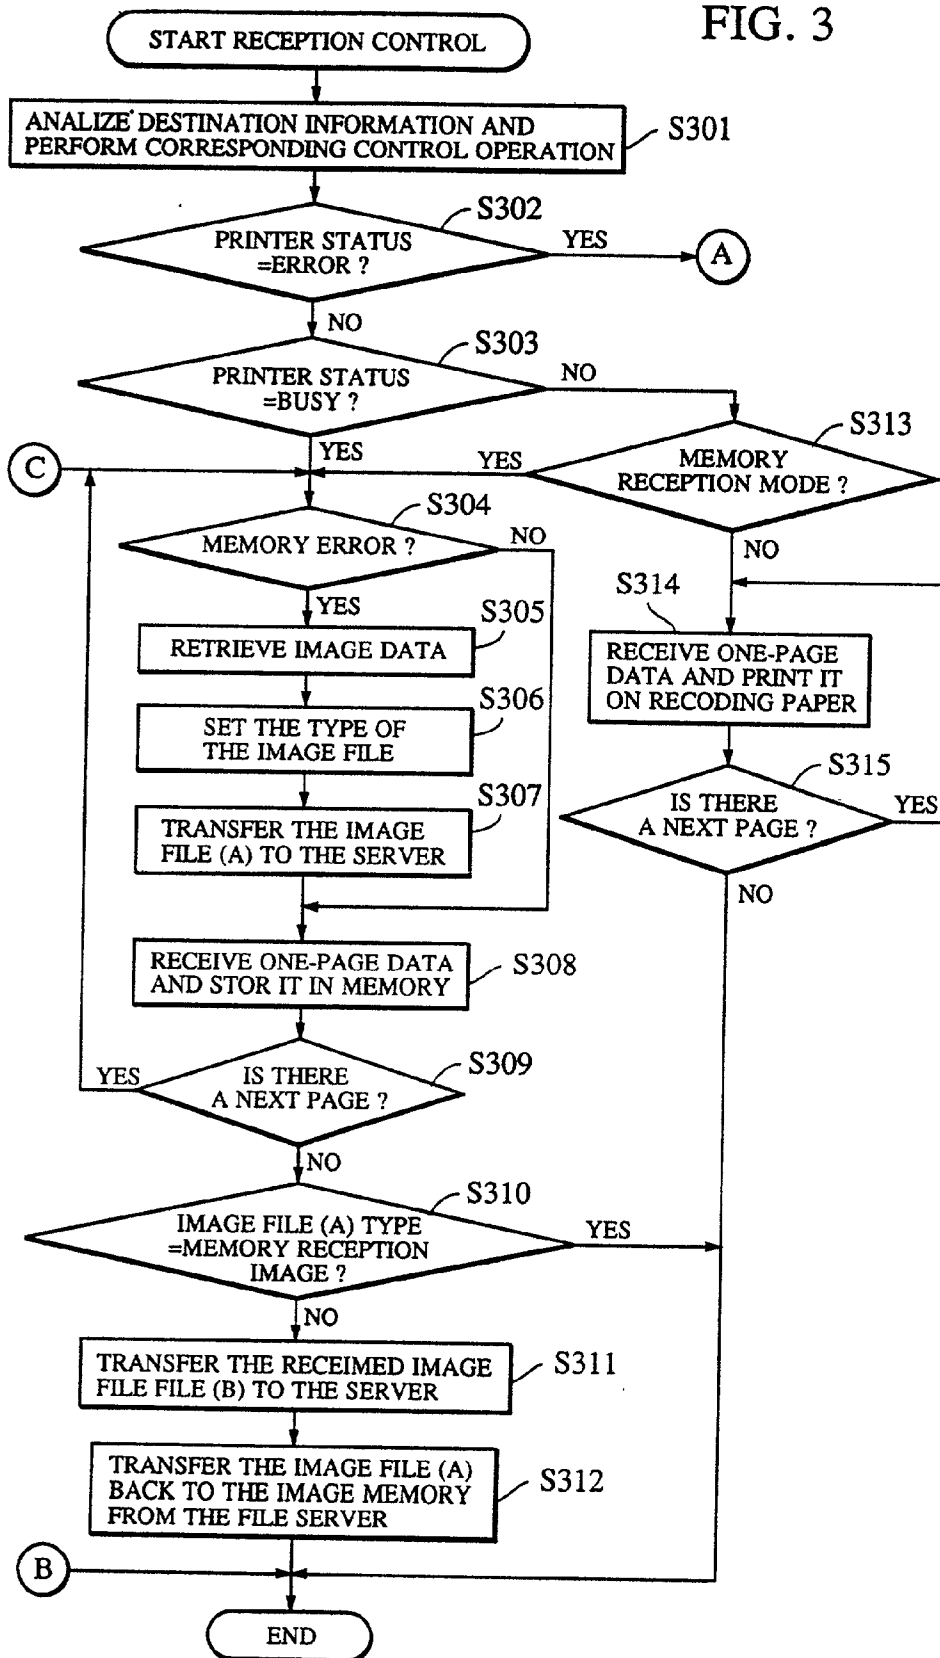 FIG. 3
START RECEPTION CONTROL
ANALIZE DESTINATION INFORMATION AND
PERFORM CORRESPONDING CONTROL OPERATION
S301
S302
PRINTER STATUS
=ERROR ?
YES
A
NO
S303
PRINTER STATUS
=BUSY ?
NO
YES
S313
MEMORY
RECEPTION MODE ?
YES
NO
C
S304
MEMORY ERROR ?
NO
YES
S305
RETRIEVE IMAGE DATA
S306
SET THE TYPE OF
THE IMAGE FILE
S307
TRANSFER THE IMAGE
FILE (A) TO THE SERVER
S314
RECEIVE ONE-PAGE
DATA AND PRINT IT
ON RECODING PAPER
S315
IS THERE
A NEXT PAGE ?
YES
NO
RECEIVE ONE-PAGE DATA
AND STOR IT IN MEMORY
S308
S309
IS THERE
A NEXT PAGE ?
YES
NO
S310
IMAGE FILE (A) TYPE
=MEMORY RECEPTION
IMAGE ?
YES
NO
TRANSFER THE RECEIMED IMAGE
FILE FILE (B) TO THE SERVER
S311
TRANSFER THE IMAGE FILE (A)
BACK TO THE IMAGE MEMORY
FROM THE FILE SERVER
S312
B
END